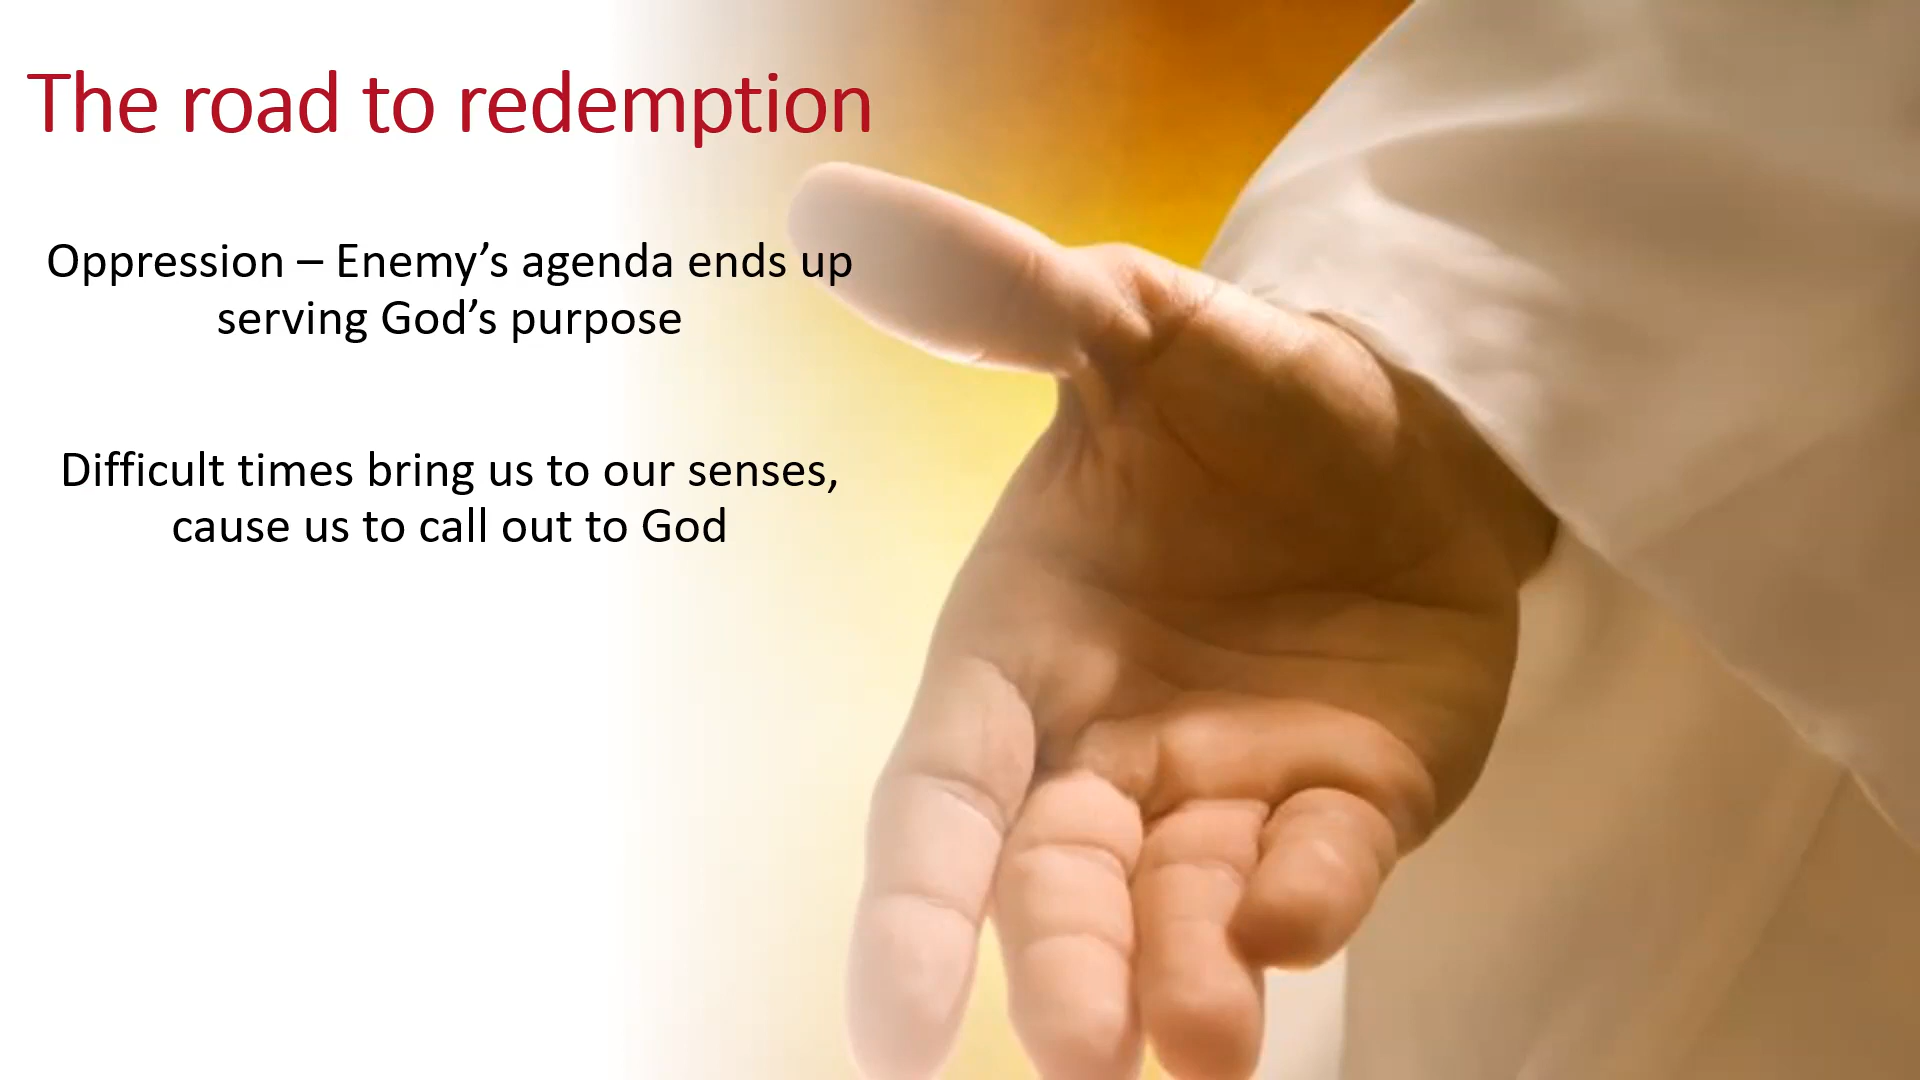 The road to redemption
Oppression – Enemy’s agenda ends up
serving God’s purpose
Difficult times bring us to our senses,
cause us to call out to God